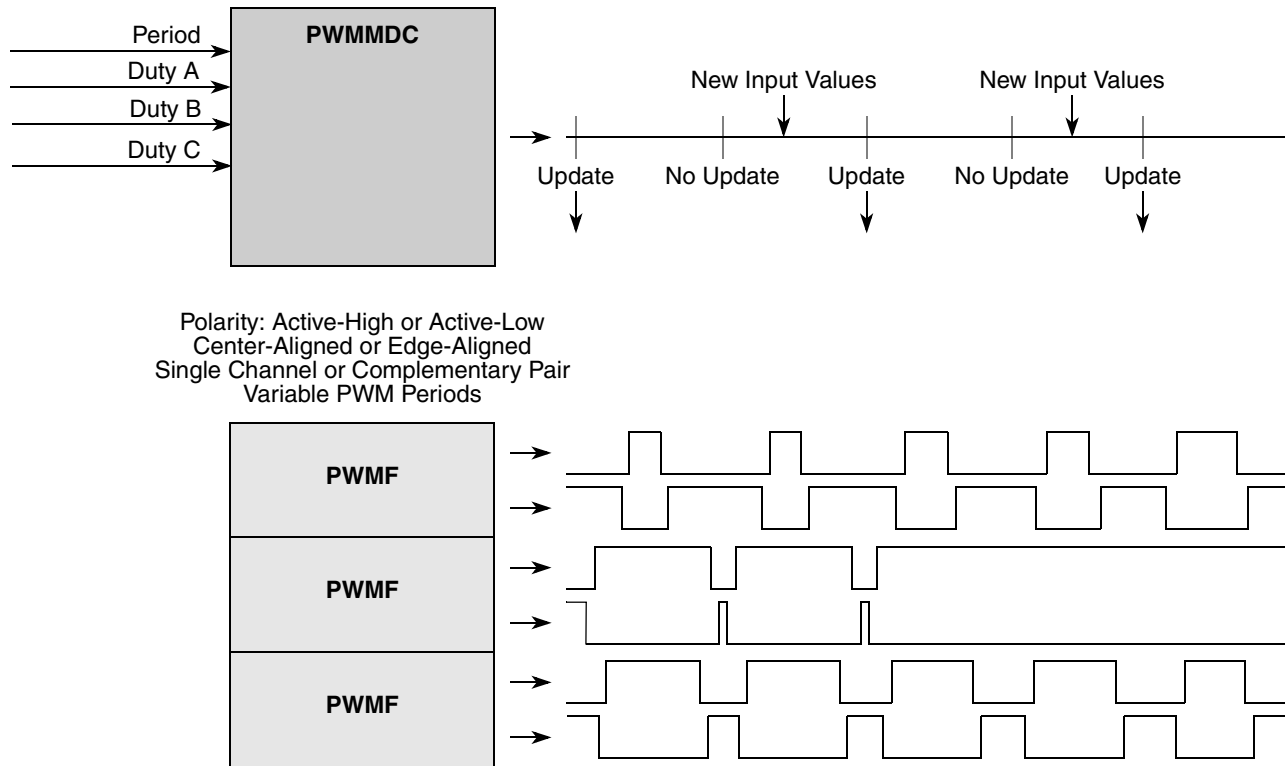 Period
PWMMDC
Duty A
Duty B
Duty C
New Input Values
New Input Values
Update
No Update
Update
No Update
Update
Polarity: Active-High or Active-Low
Center-Aligned or Edge-Aligned
Single Channel or Complementary Pair
Variable PWM Periods
PWMF
PWMF
PWMF